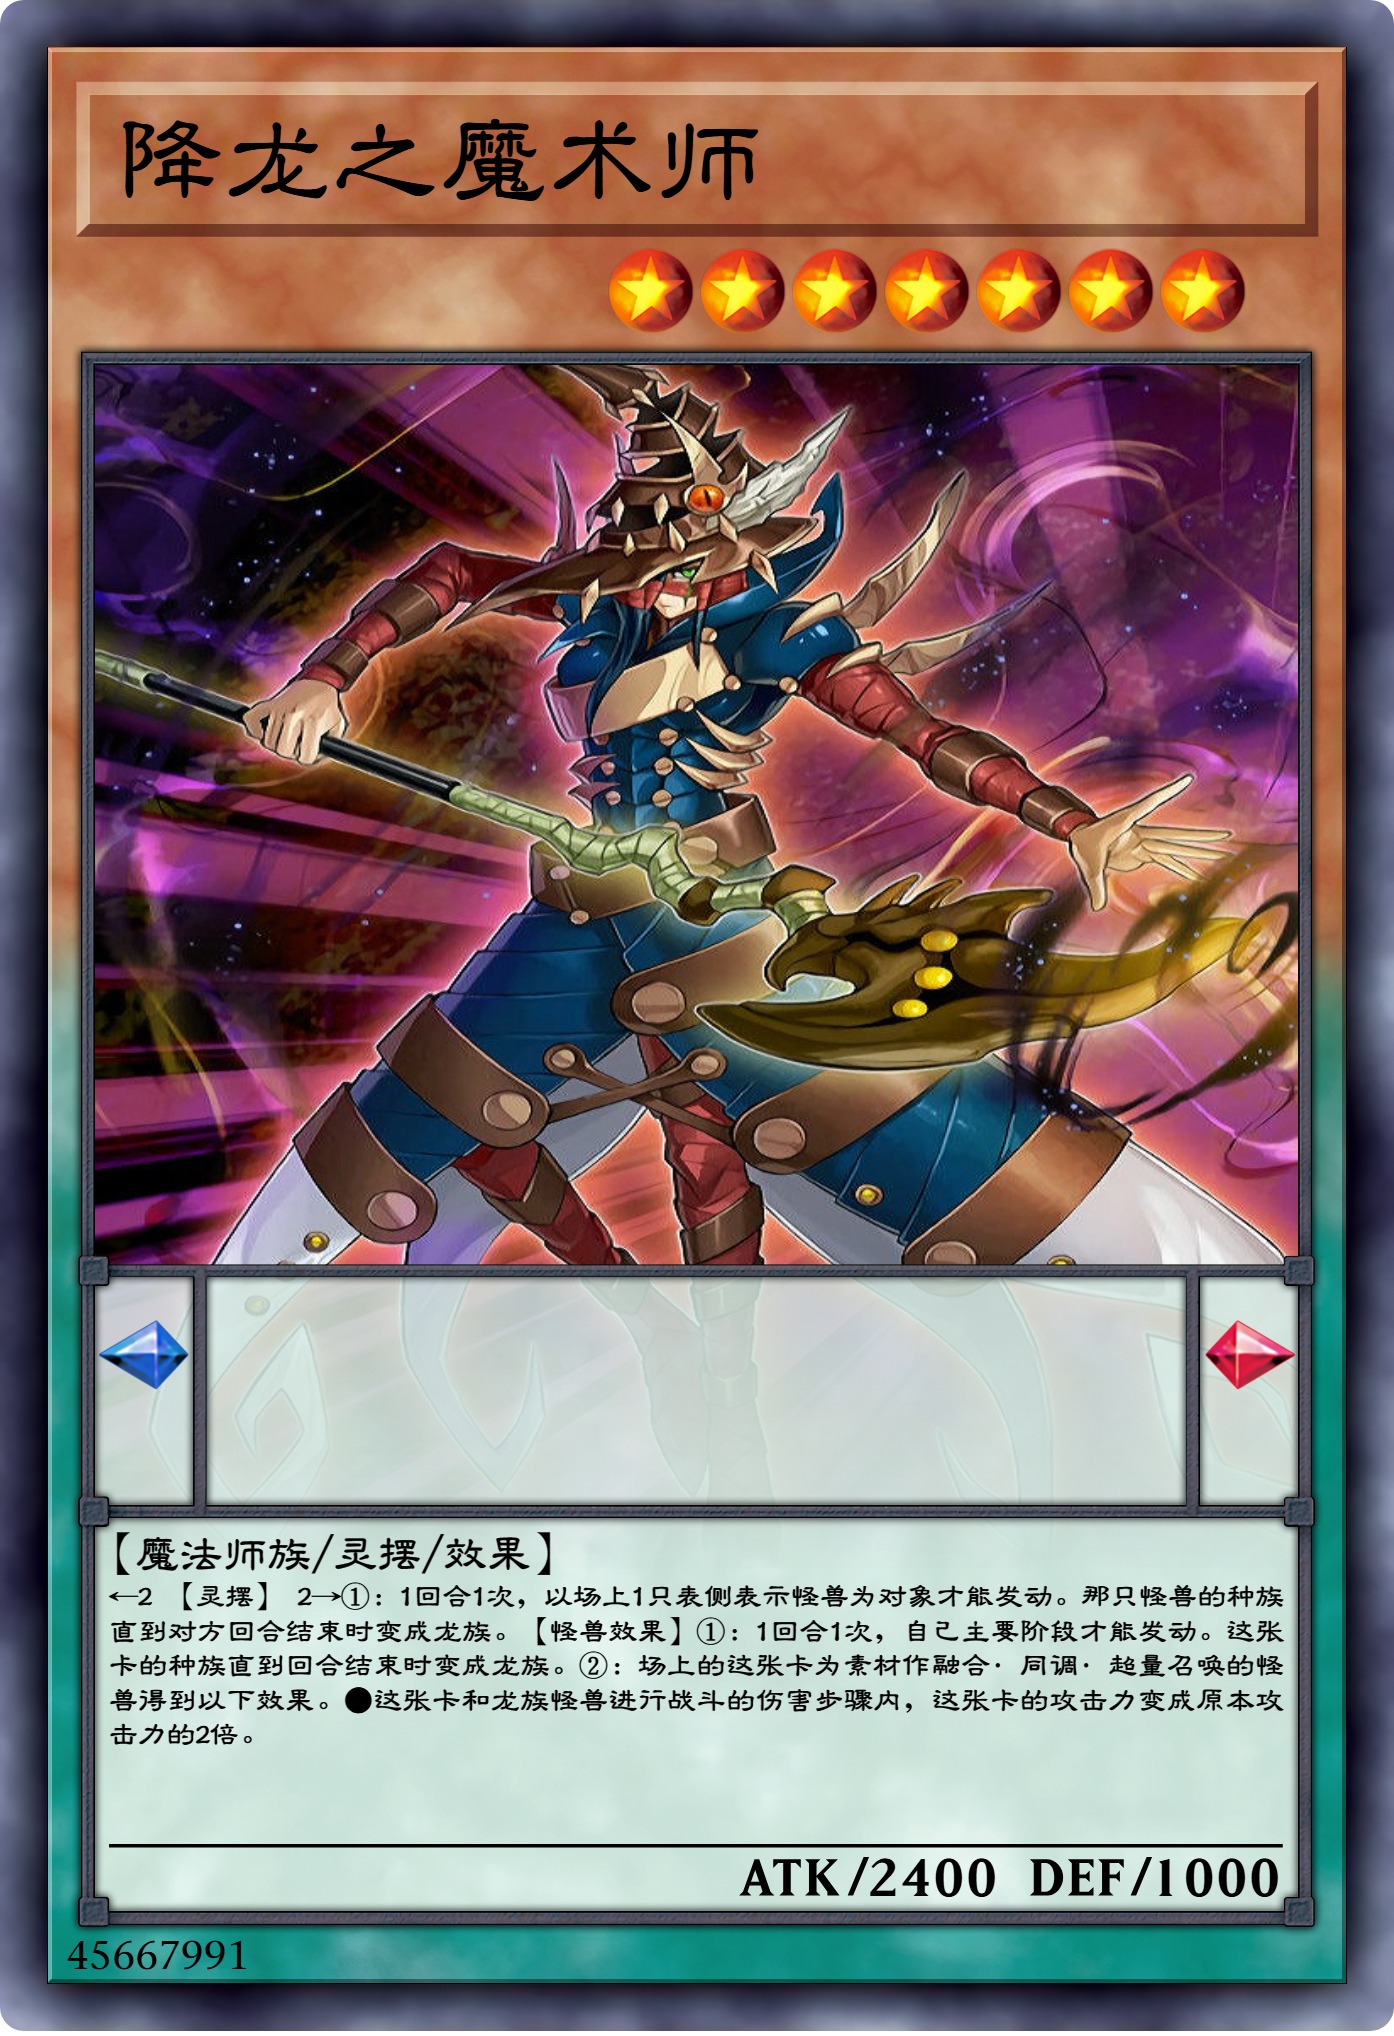 降龙之魔术师
【魔法师族/灵摆/效果】
←2 【灵摆】 2→①：1回合1次，以场上1只表侧表示怪兽为对象才能发动。那只怪兽的种族
直到对方回合结束时变成龙族。【怪兽效果】①：1回合1次，自己主要阶段才能发动。这张
卡的种族直到回合结束时变成龙族。②：场上的这张卡为素材作融合·同调·超量召唤的怪
兽得到以下效果。●这张卡和龙族怪兽进行战斗的伤害步骤内，这张卡的攻击力变成原本攻
击力的2倍。
ATK/2400 DEF/1000
45667991